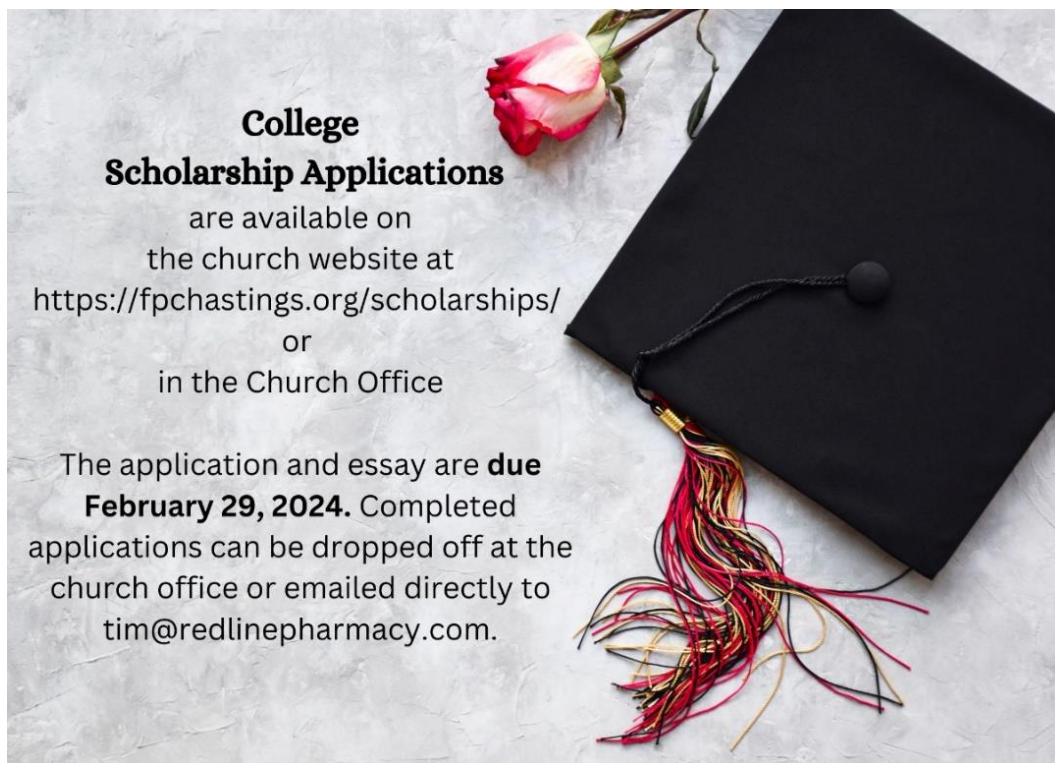 College
Scholarship Applications
are available on
the church website at
https://fpchastings.org/scholarships/
or
in the Church Office
The application and essay are due
February 29, 2024. Completed
applications can be dropped off at the
church office or emailed directly to
tim@redlinepharmacy.com.